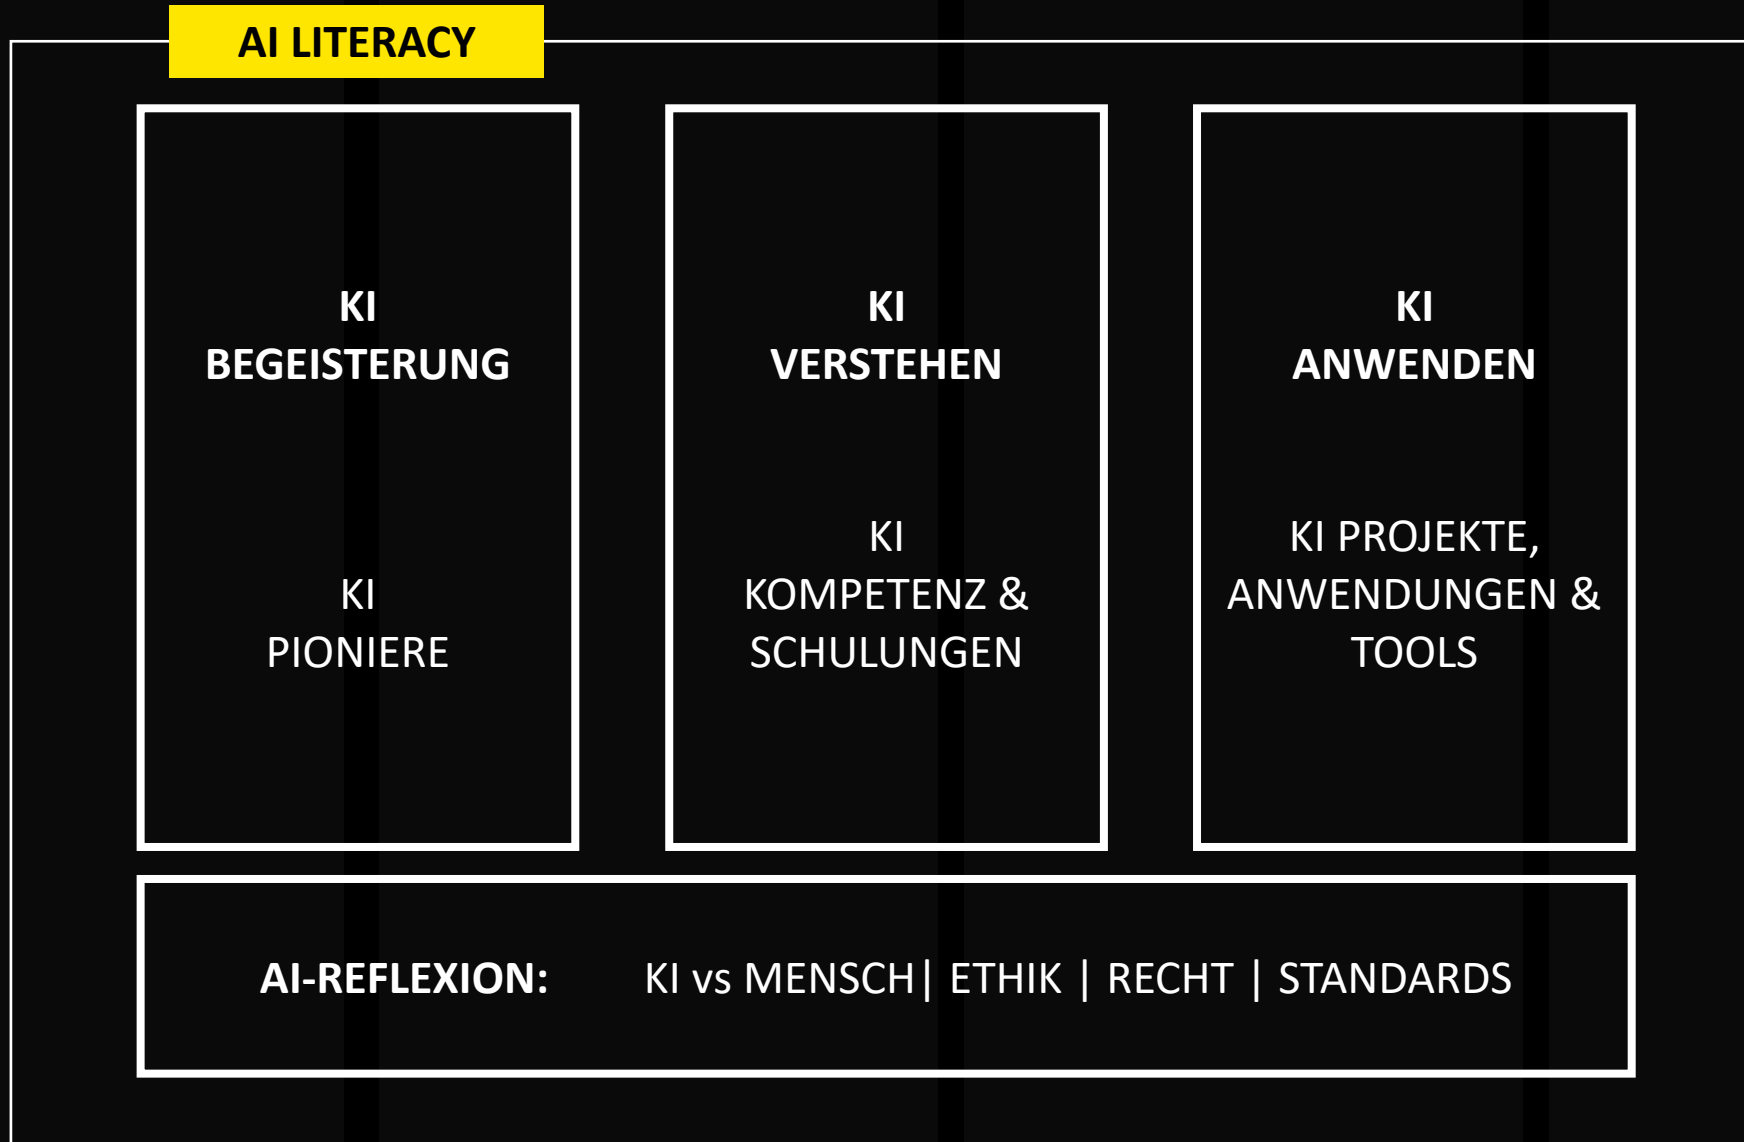 AI LITERACY
KI
BEGEISTERUNG
KI
PIONIERE
KI
VERSTEHEN
KI
KOMPETENZ &
SCHULUNGEN
KI
ANWENDEN
KI PROJEKTE,
ANWENDUNGEN &
TOOLS
AI-REFLEXION: KI vs MENSCH| ETHIK | RECHT | STANDARDS